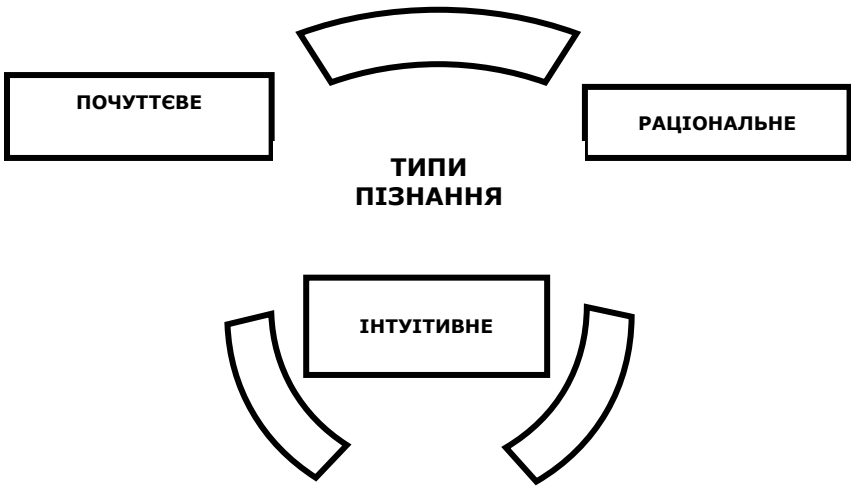 ПОЧУТТЄВЕ
РАЦІОНАЛЬНЕ
ТИПИ
ПІЗНАННЯ
ІНТУЇТИВНЕ